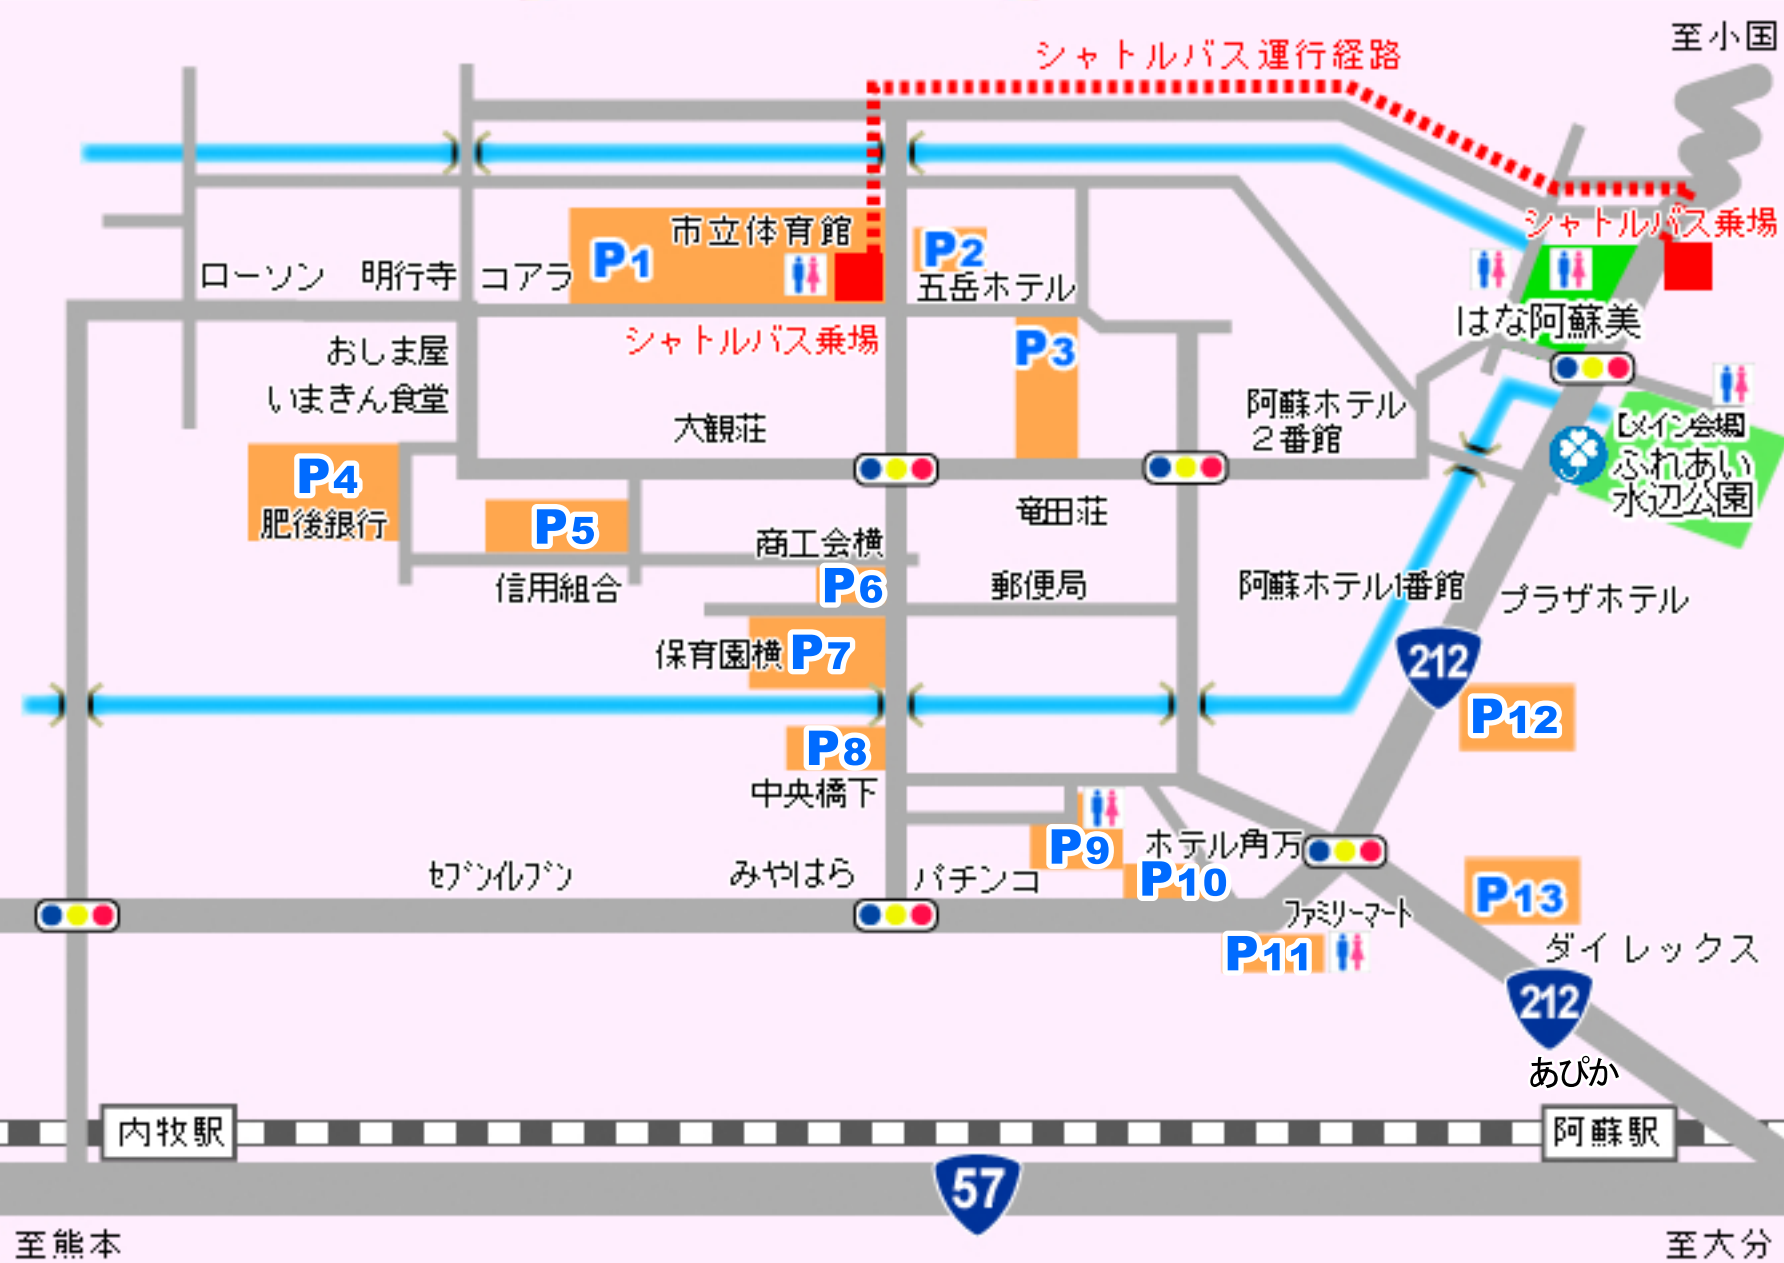 至小国
シャトルバス運行経路
シャトルバス乗場
市立体育館
P1
P2
ローソン
明行寺
コアラ
五岳ホテル
はな阿蘇美
シャトルバス乗場
おしま屋
P3
いまきん食堂
大観荘
阿蘇ホテル
2番館
[メイン会場]
ふれあい
水辺公園
P4
肥後銀行
P5
竜田荘
商工会横
信用組合
P6
郵便局
阿蘇ホテル1番館
プラザホテル
保育園横
P7
212
P12
P8
中央橋下
P9
ホテル角万
セブンイレブン
みやはら
パチンコ
P10
P13
ファミリーマート
P11
ダイレックス
212
あぴか
内牧駅
阿蘇駅
57
至熊本
至大分